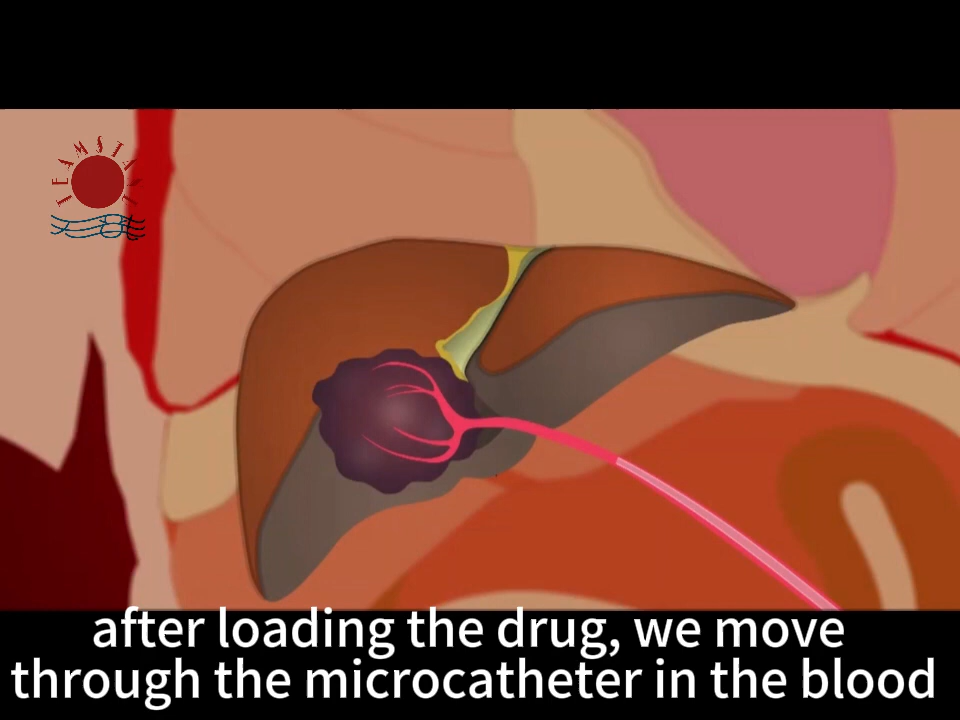 after loading the drug, we move
through the microcatheter in the blood